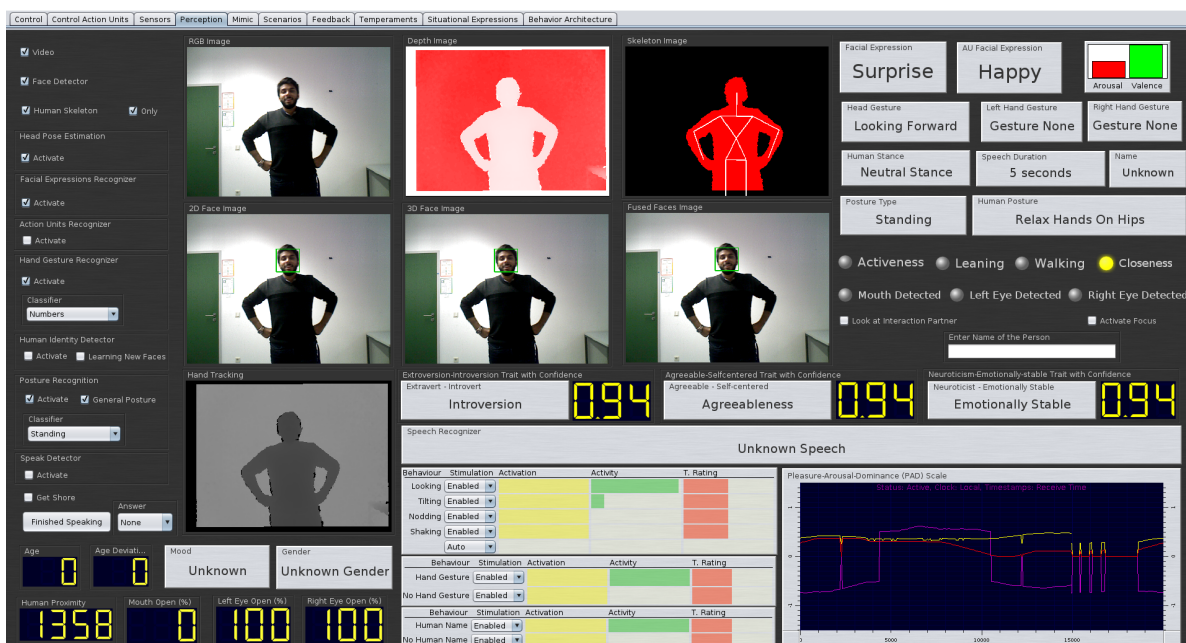 Control Control Action Units Sensors Perception Mimic Scenarios Feedback Temperaments Situational Expressions Behavior Architecture
Video
Face Detector
Human Skeleton Only
Head Pose Estimation
Activate
Facial Expressions Recognizer
Activate
Action Units Recognizer
Activate
Hand Gesture Recognizer
Activate
Classifier
Numbers
Human Identity Detector
Activate Learning New Faces
Posture Recognition
Activate General Posture
Classifier
Standing
Speak Detector
Activate
Get Shore
Finished Speaking
Answer
None
RGB Image
Depth Image
Skeleton Image
2D Face Image
3D Face Image
Fused Faces Image
Hand Tracking
Facial Expression
Surprise
AU Facial Expression
Happy
Arousal Valence
Head Gesture
Looking Forward
Left Hand Gesture
Gesture None
Right Hand Gesture
Gesture None
Human Stance
Neutral Stance
Speech Duration
5 seconds
Name
Unknown
Posture Type
Standing
Human Posture
Relax Hands On Hips
Activeness Leaning Walking Closeness
Mouth Detected Left Eye Detected Right Eye Detected
Look at Interaction Partner Activate Focus
Enter Name of the Person
Extroversion-Introversion Trait with Confidence
Extravert - Introvert
Introversion
0.94
Agreeable-Selfcentered Trait with Confidence
Agreeable - Self-centered
Agreeableness
0.94
Neuroticism-Emotionally-stable Trait with Confidence
Neuroticist - Emotionally Stable
Emotionally Stable
0.94
Speech Recognizer
Unknown Speech
Behaviour Stimulation Activation Activity T. Rating
Looking Enabled
Tilting Enabled
Nodding Enabled
Shaking Enabled
Auto
Behaviour Stimulation Activation Activity T. Rating
Hand Gesture Enabled
No Hand Gesture Enabled
Behaviour Stimulation Activation Activity T. Rating
Human Name Enabled
No Human Name Enabled
Pleasure-Arousal-Dominance (PAD) Scale
Status: Active, Clock: Local, Timestamps: Receive Time
0 5000 10000 15000
Age
0
Age Deviati...
0
Mood
Unknown
Gender
Unknown Gender
Human Proximity
1358
Mouth Open (%)
0
Left Eye Open (%)
100
Right Eye Open (%)
100